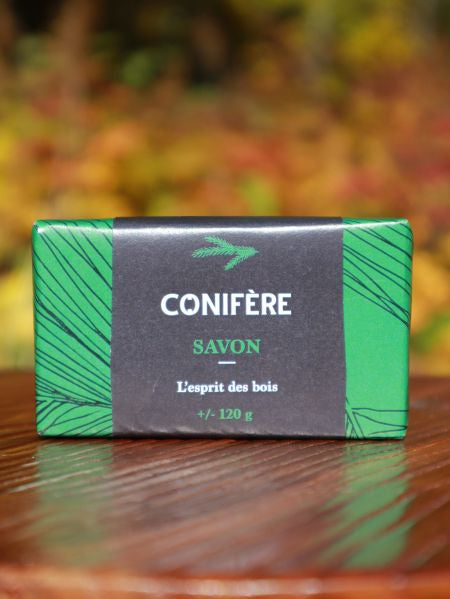 CONIFÈRE
SAVON
L'esprit des bois
+/- 120 g